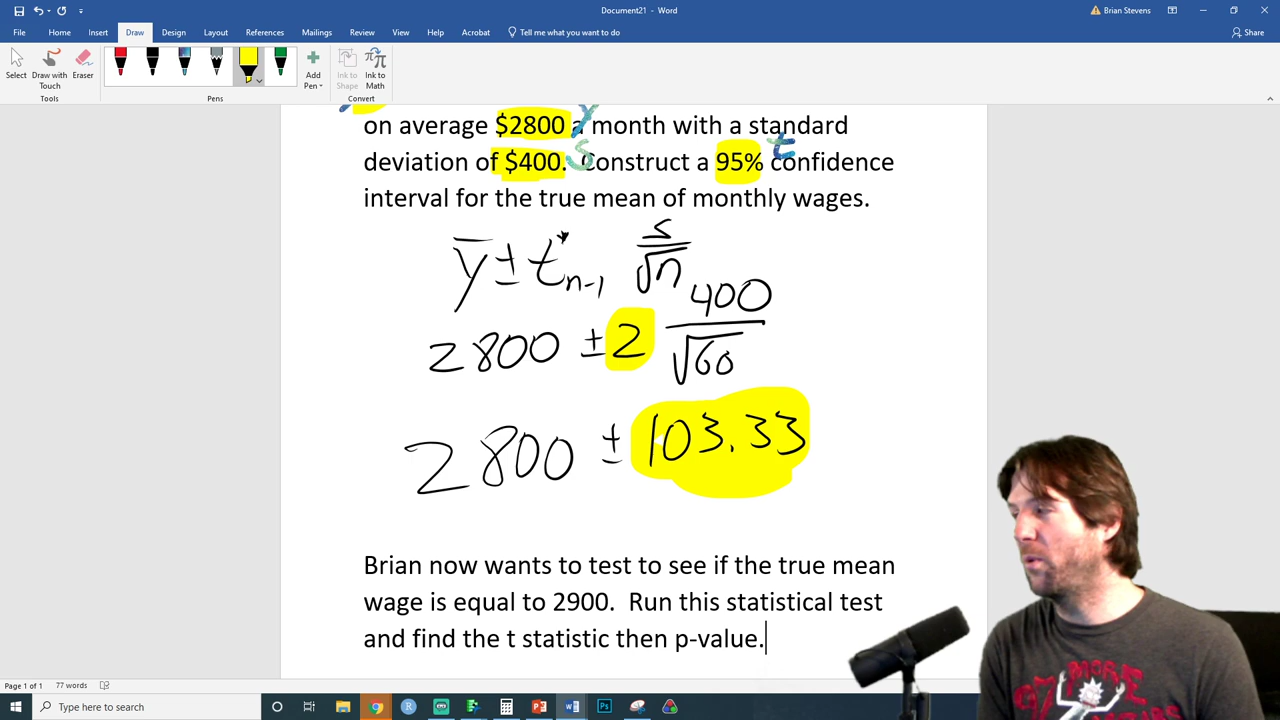 Document21 - Word
Brian Stevens
File Home Insert Draw Design Layout References Mailings Review View Help Acrobat Tell me what you want to do
Share
Select Draw with Touch Eraser Add Pen Ink to Shape Ink to Math
Tools Pens Convert
on average $2800 a y month with a standard
deviation of $400. s Construct a 95% t confidence
interval for the true mean of monthly wages.
ȳ ± t*n-1 s/√n
2800 ± 2 400/√60
2800 ± 103.33
Brian now wants to test to see if the true mean
wage is equal to 2900. Run this statistical test
and find the t statistic then p-value.
MORE
Page 1 of 1 77 words
Type here to search